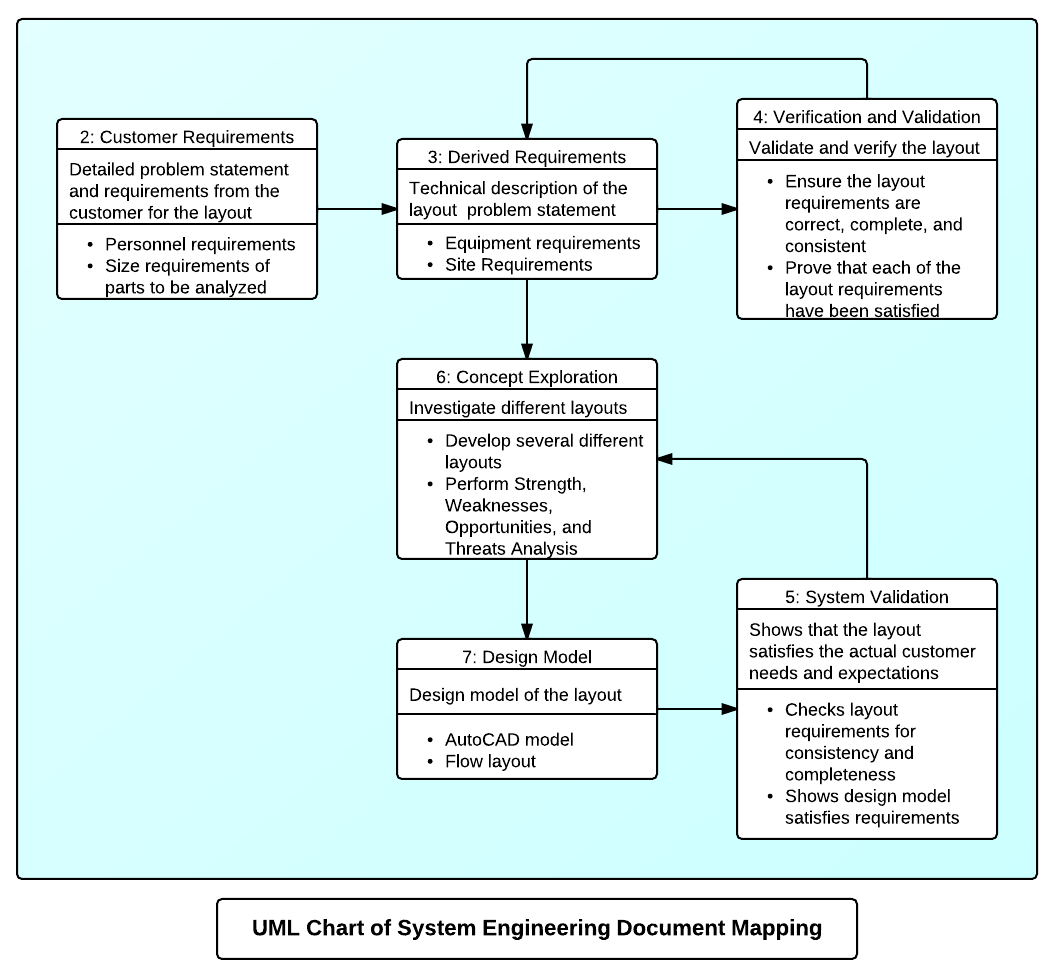 2: Customer Requirements
Detailed problem statement
and requirements from the
customer for the layout
• Personnel requirements
• Size requirements of
parts to be analyzed
3: Derived Requirements
Technical description of the
layout  problem statement
• Equipment requirements
• Site Requirements
4: Verification and Validation
Validate and verify the layout
• Ensure the layout
requirements are
correct, complete, and
consistent
• Prove that each of the
layout requirements
have been satisfied
6: Concept Exploration
Investigate different layouts
• Develop several different
layouts
• Perform Strength,
Weaknesses,
Opportunities, and
Threats Analysis
7: Design Model
Design model of the layout
• AutoCAD model
• Flow layout
5: System Validation
Shows that the layout
satisfies the actual customer
needs and expectations
• Checks layout
requirements for
consistency and
completeness
• Shows design model
satisfies requirements
UML Chart of System Engineering Document Mapping